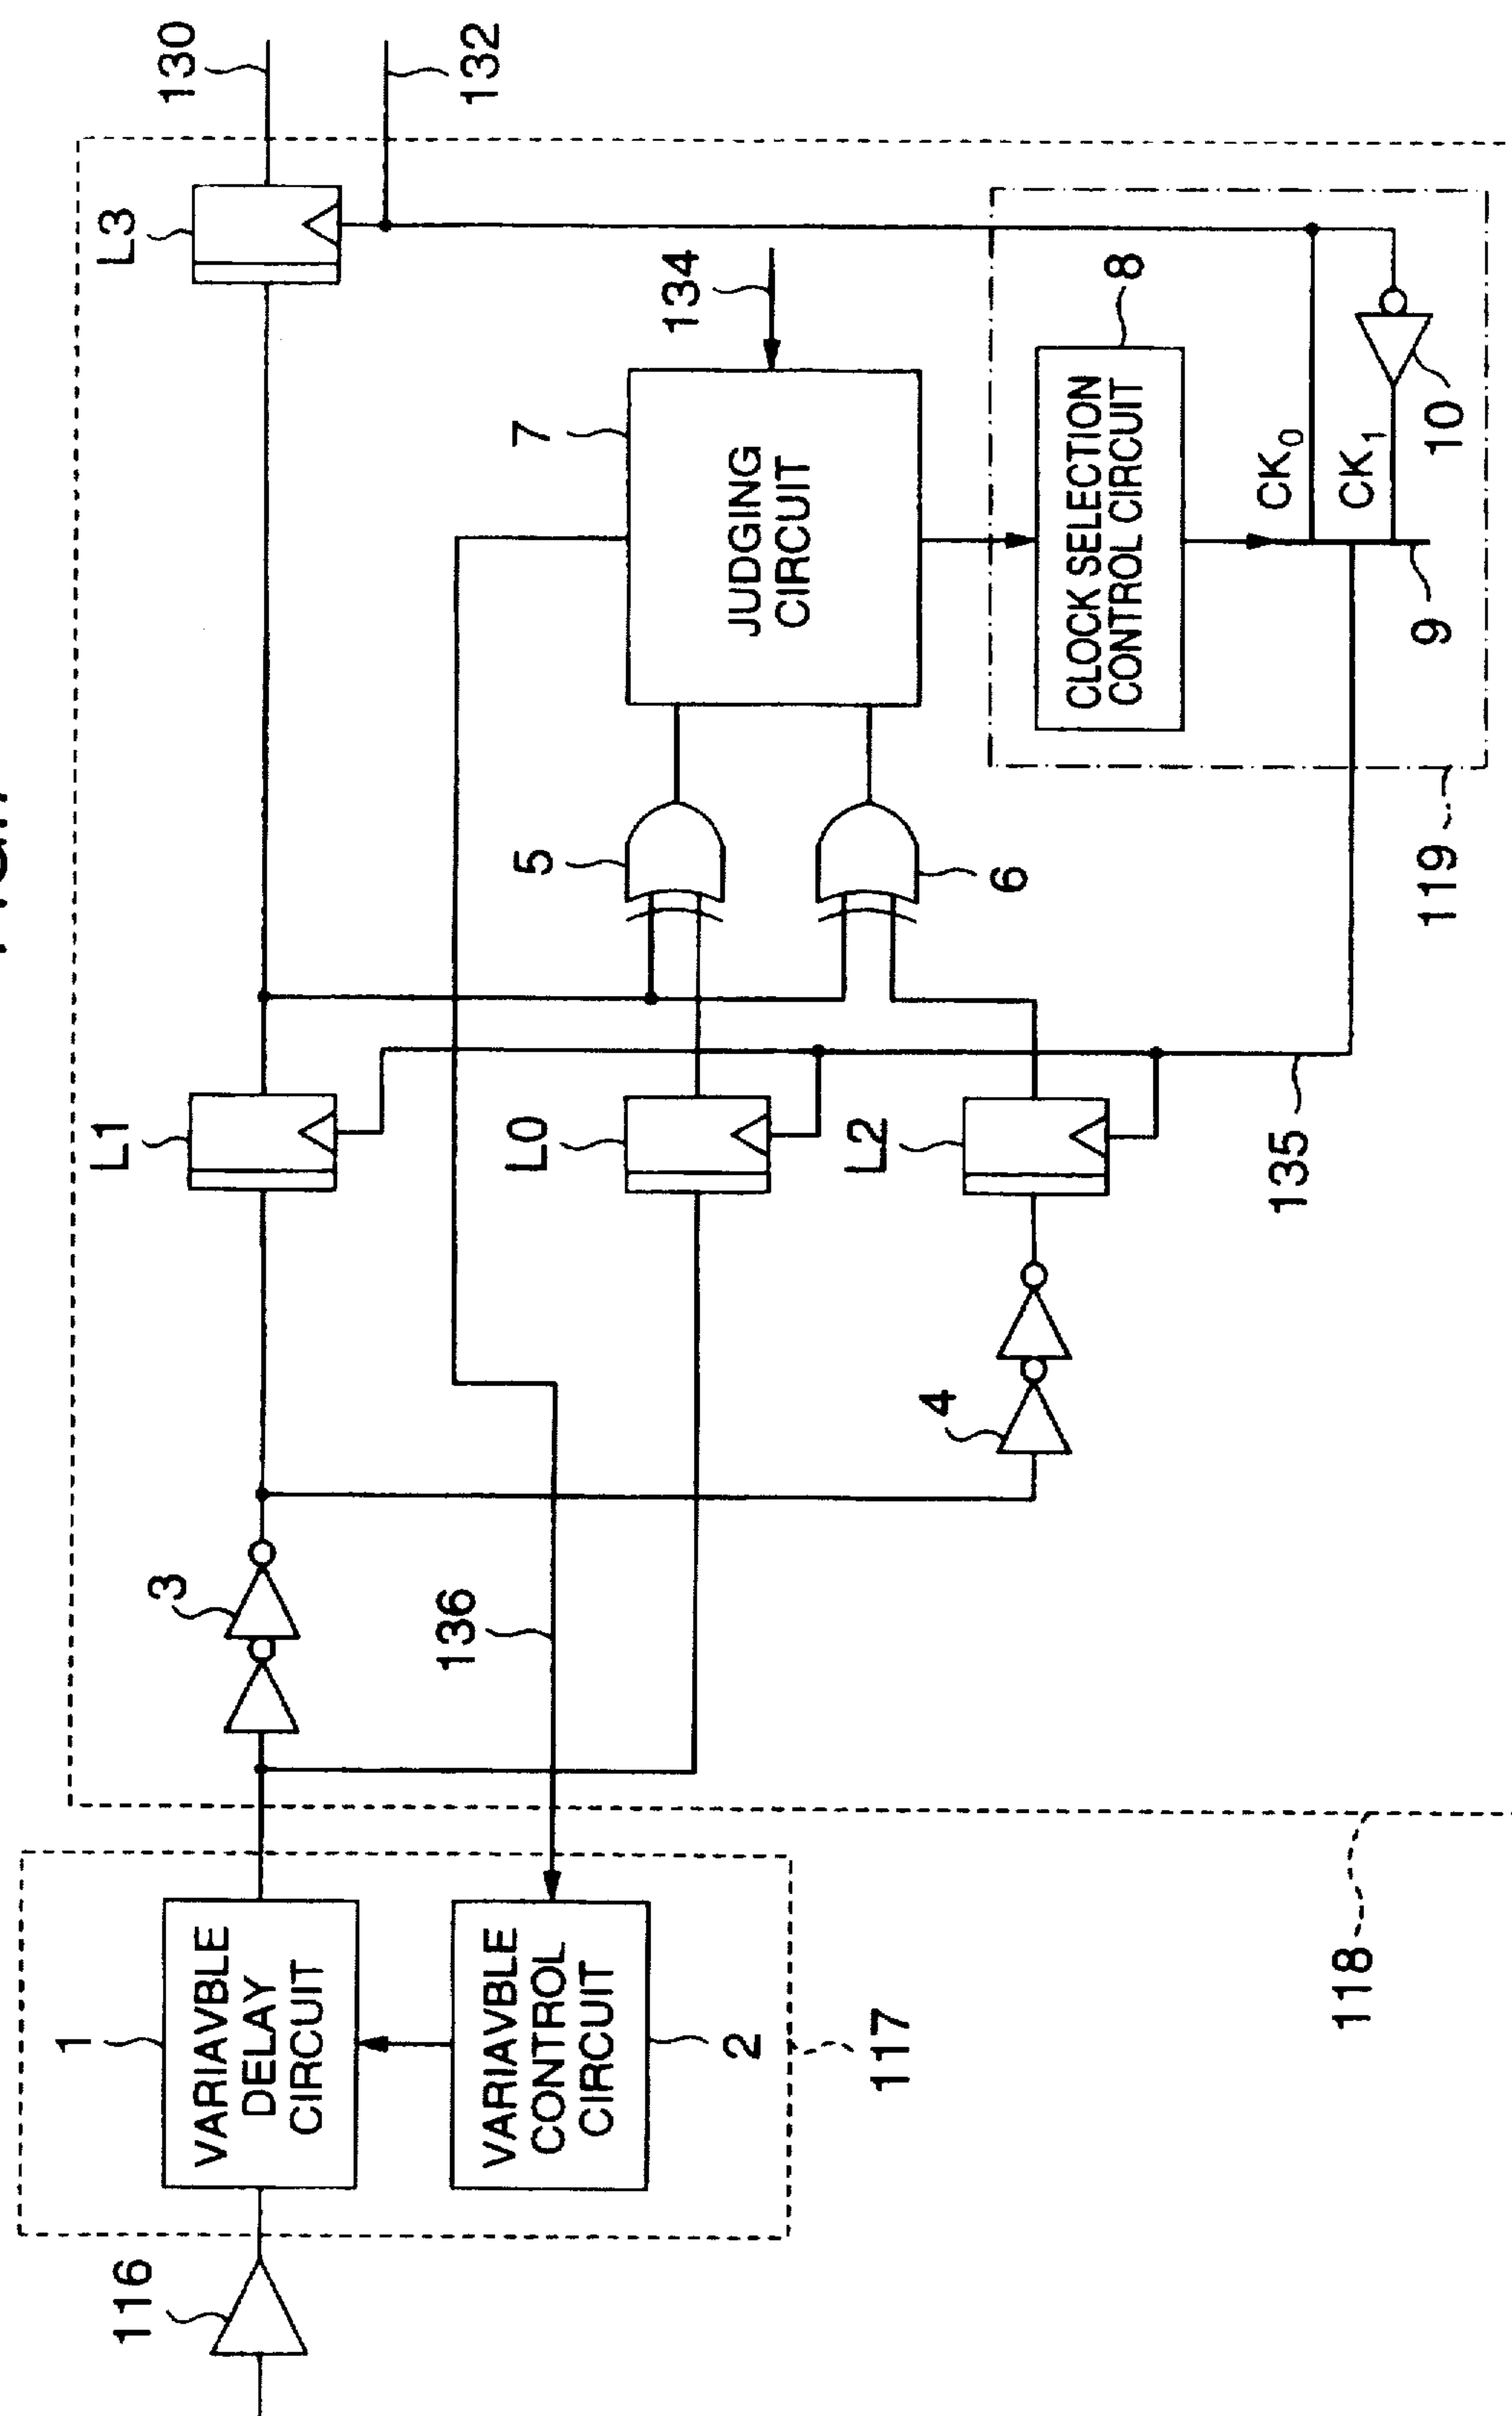 116
1
VARIAVBLE
DELAY
CIRCUIT
VARIAVBLE
CONTROL
CIRCUIT
2
117
118
3
136
4
L1
L0
L2
135
5
6
7
JUDGING
CIRCUIT
134
L3
130
132
8
CLOCK SELECTION
CONTROL CIRCUIT
CK0
CK1
10
9
119